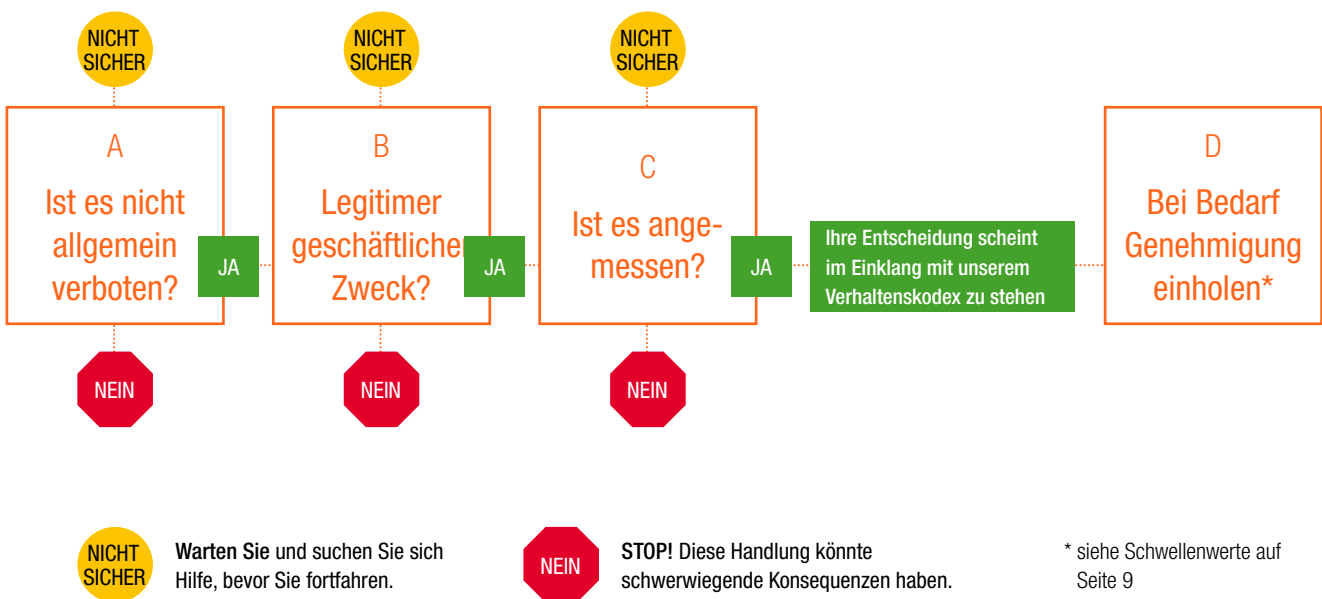 NICHT
SICHER
NICHT
SICHER
NICHT
SICHER
A
Ist es nicht
allgemein
verboten?
JA
NEIN
B
Legitimer
geschäftlicher
Zweck?
JA
NEIN
C
Ist es ange-
messen?
JA
NEIN
Ihre Entscheidung scheint
im Einklang mit unserem
Verhaltenskodex zu stehen
D
Bei Bedarf
Genehmigung
einholen*
NICHT
SICHER
Warten Sie und suchen Sie sich
Hilfe, bevor Sie fortfahren.
NEIN
STOP! Diese Handlung könnte
schwerwiegende Konsequenzen haben.
* siehe Schwellenwerte auf
Seite 9